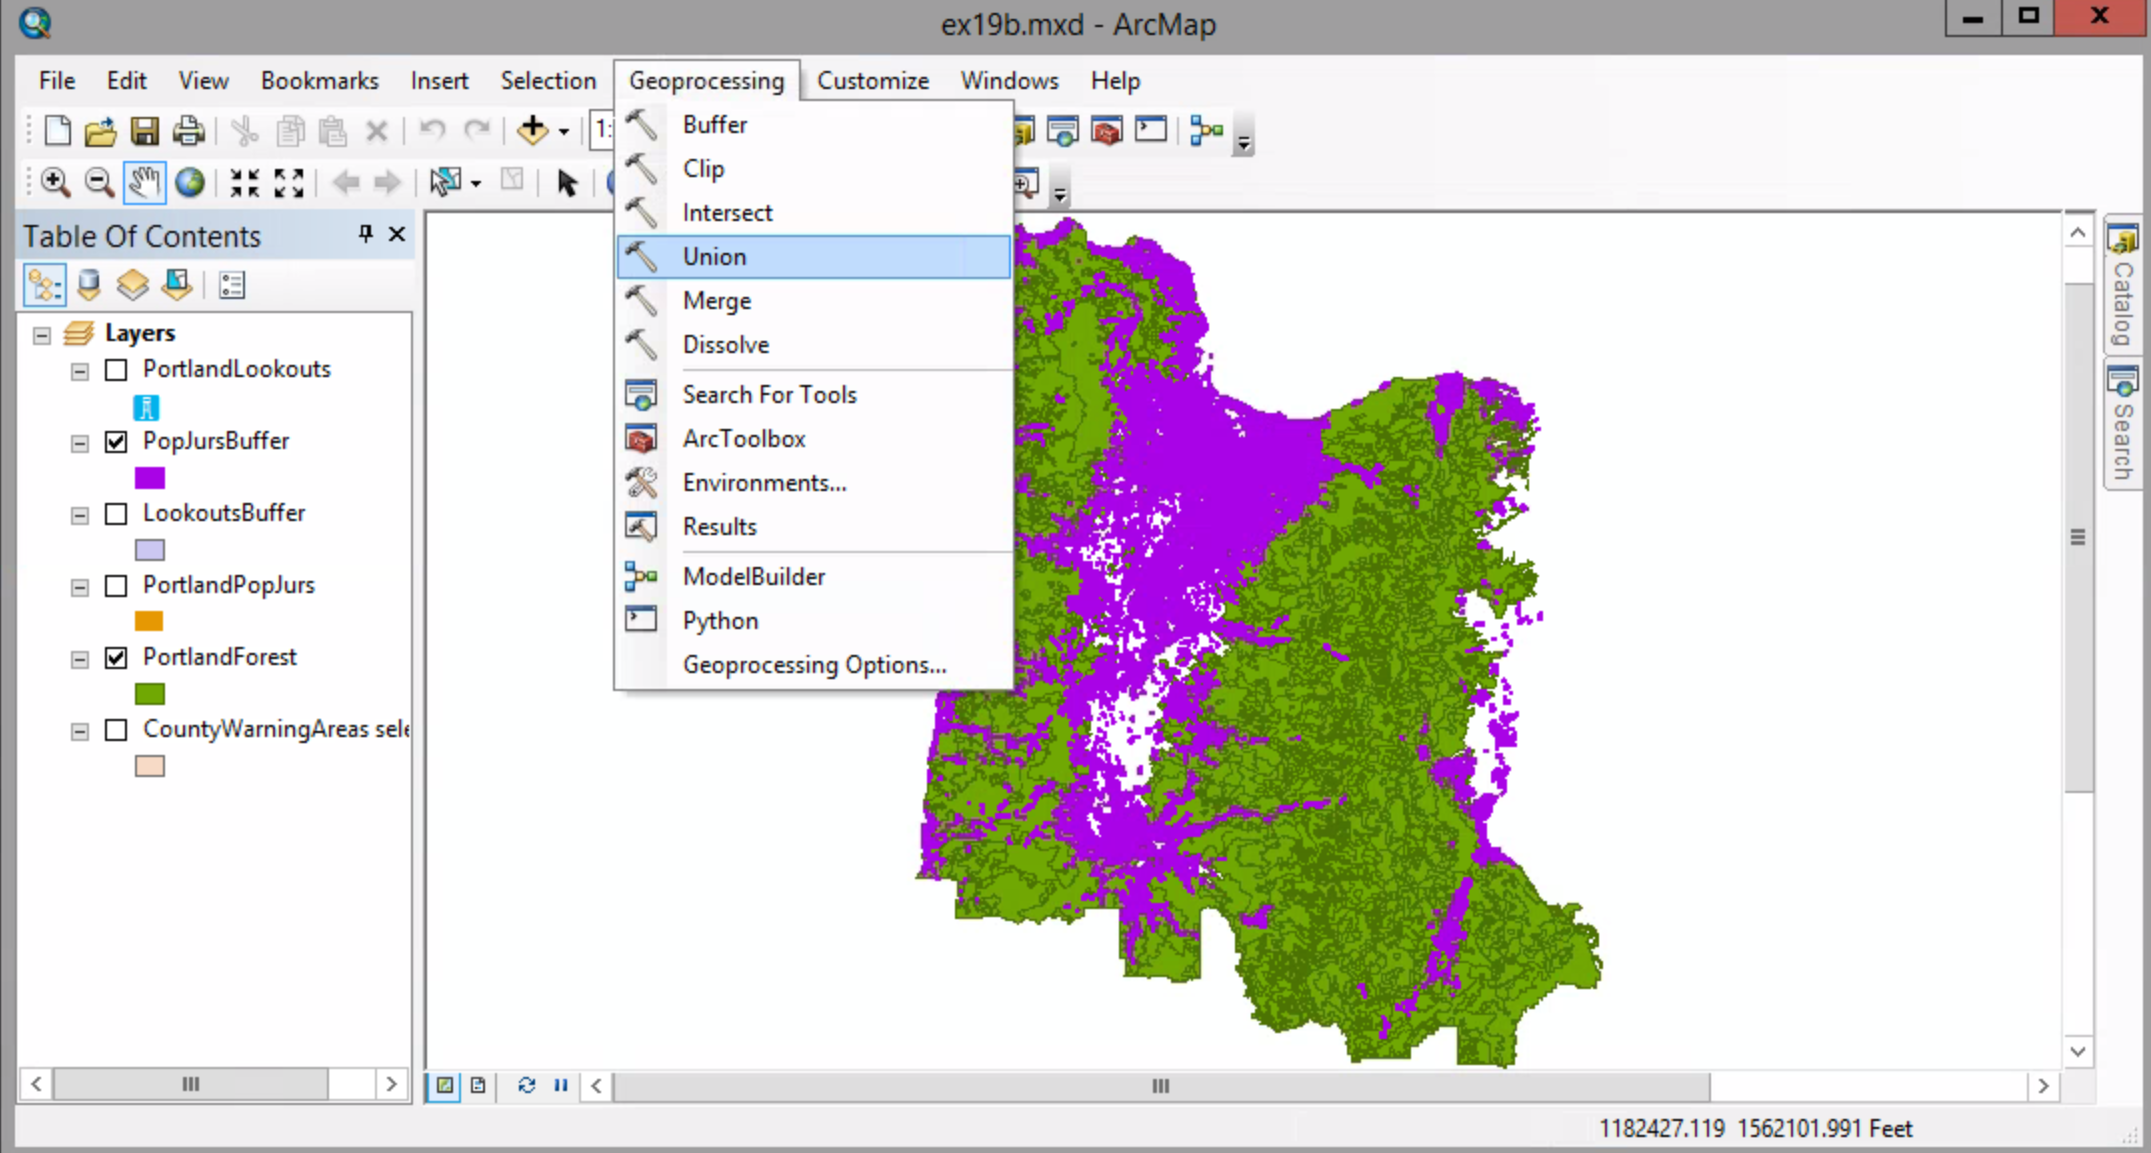 ex19b.mxd - ArcMap
File Edit View Bookmarks Insert Selection Geoprocessing Customize Windows Help
1:
Buffer
Clip
Intersect
Union
Merge
Dissolve
Search For Tools
ArcToolbox
Environments...
Results
ModelBuilder
Python
Geoprocessing Options...
Table Of Contents
Layers
PortlandLookouts
PopJursBuffer
LookoutsBuffer
PortlandPopJurs
PortlandForest
CountyWarningAreas sele
Catalog
Search
1182427.119 1562101.991 Feet